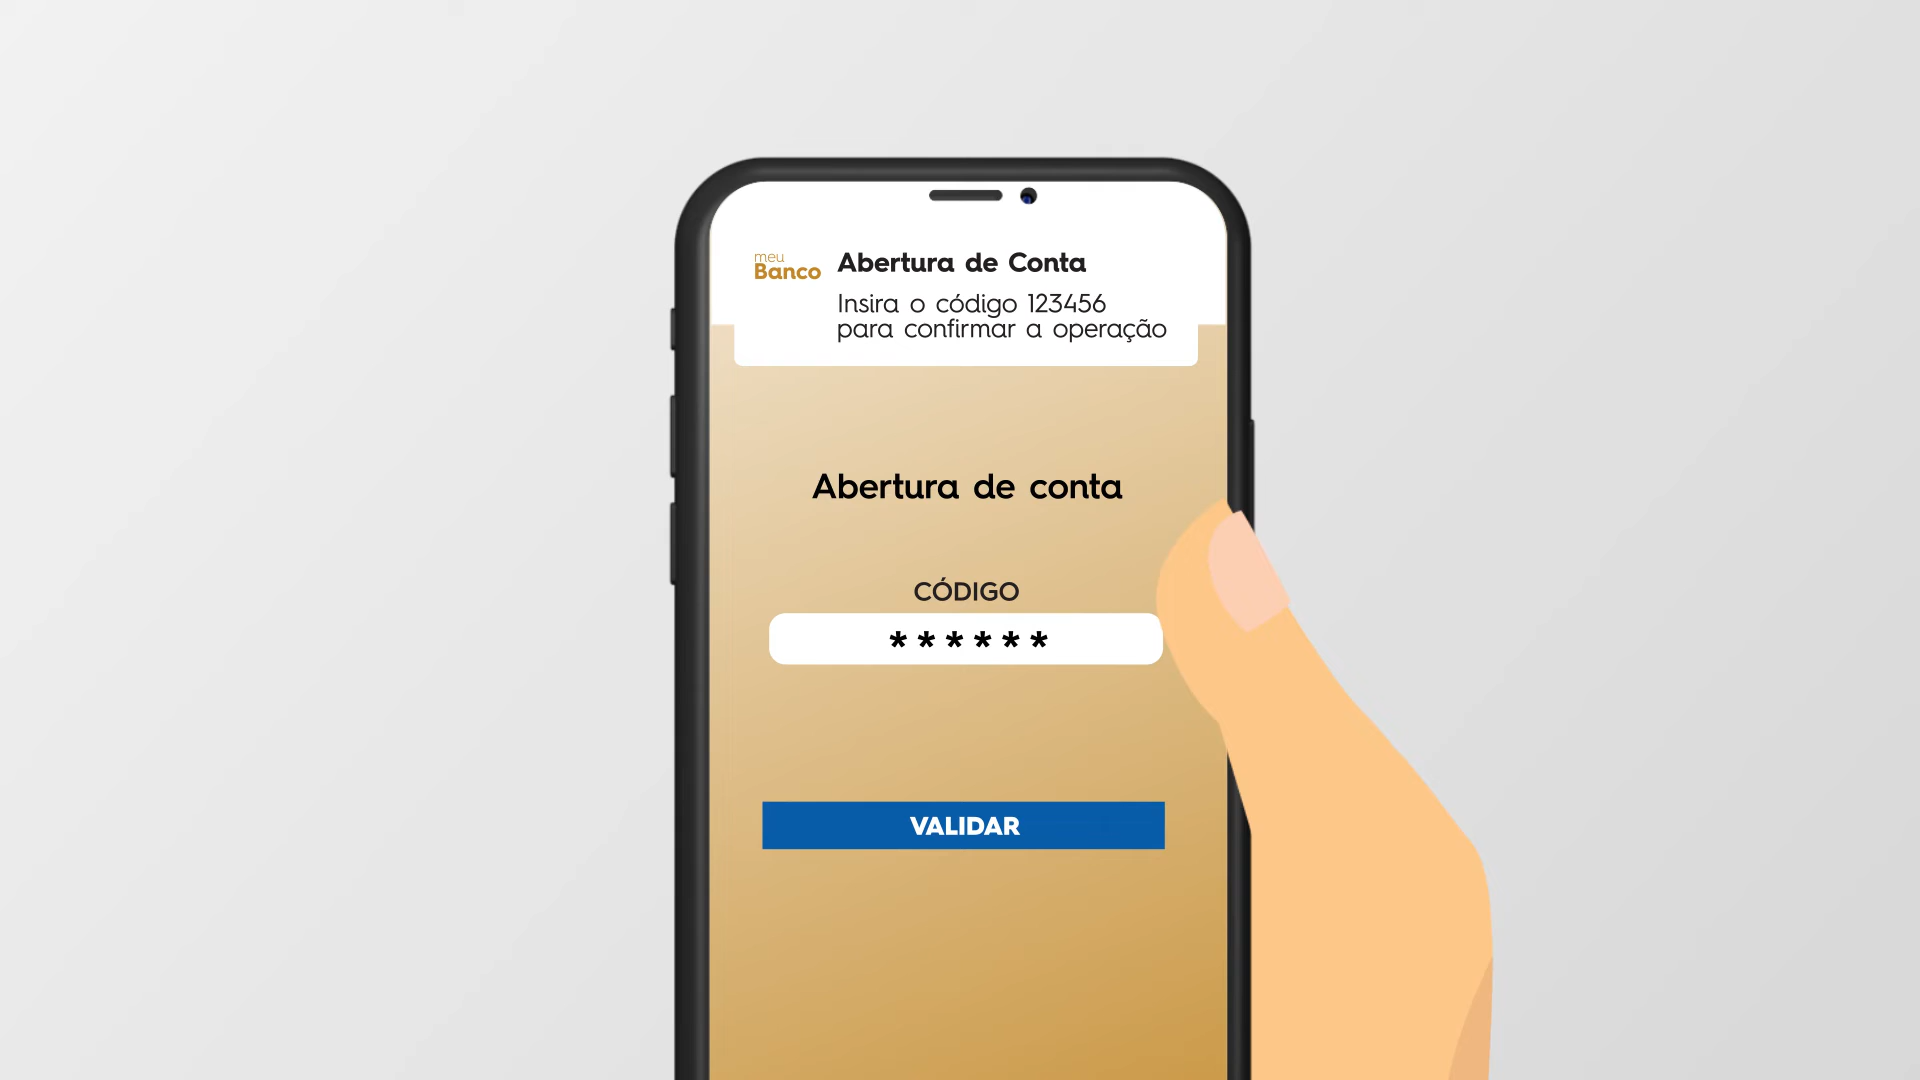 meu
Banco
Abertura de Conta
Insira o código 123456
para confirmar a operação
Abertura de conta
CÓDIGO
******
VALIDAR